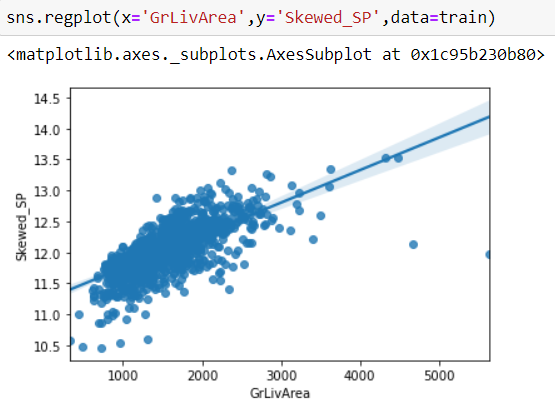 sns.regplot(x='GrLivArea',y='Skewed_SP',data=train)
<matplotlib.axes._subplots.AxesSubplot at 0x1c95b230b80>
14.5
14.0
13.5
13.0
12.5
12.0
11.5
11.0
10.5
Skewed_SP
1000 2000 3000 4000 5000
GrLivArea